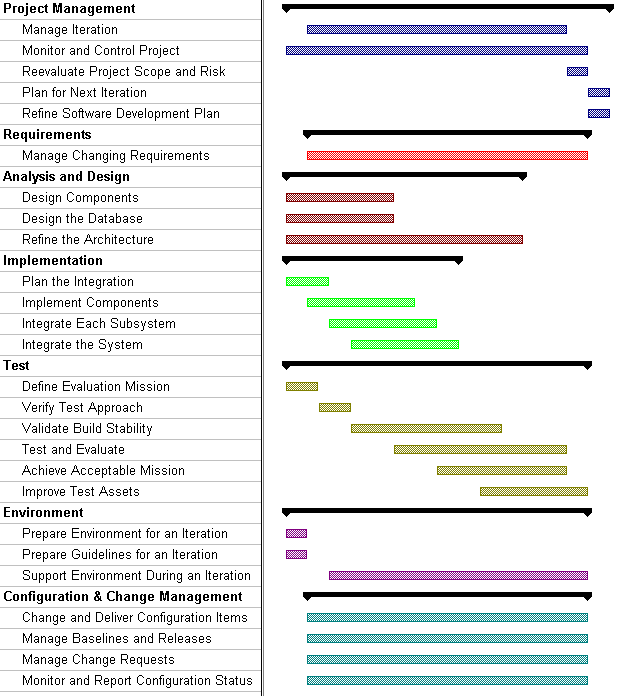 Project Management
Manage Iteration
Monitor and Control Project
Reevaluate Project Scope and Risk
Plan for Next Iteration
Refine Software Development Plan
Requirements
Manage Changing Requirements
Analysis and Design
Design Components
Design the Database
Refine the Architecture
Implementation
Plan the Integration
Implement Components
Integrate Each Subsystem
Integrate the System
Test
Define Evaluation Mission
Verify Test Approach
Validate Build Stability
Test and Evaluate
Achieve Acceptable Mission
Improve Test Assets
Environment
Prepare Environment for an Iteration
Prepare Guidelines for an Iteration
Support Environment During an Iteration
Configuration & Change Management
Change and Deliver Configuration Items
Manage Baselines and Releases
Manage Change Requests
Monitor and Report Configuration Status